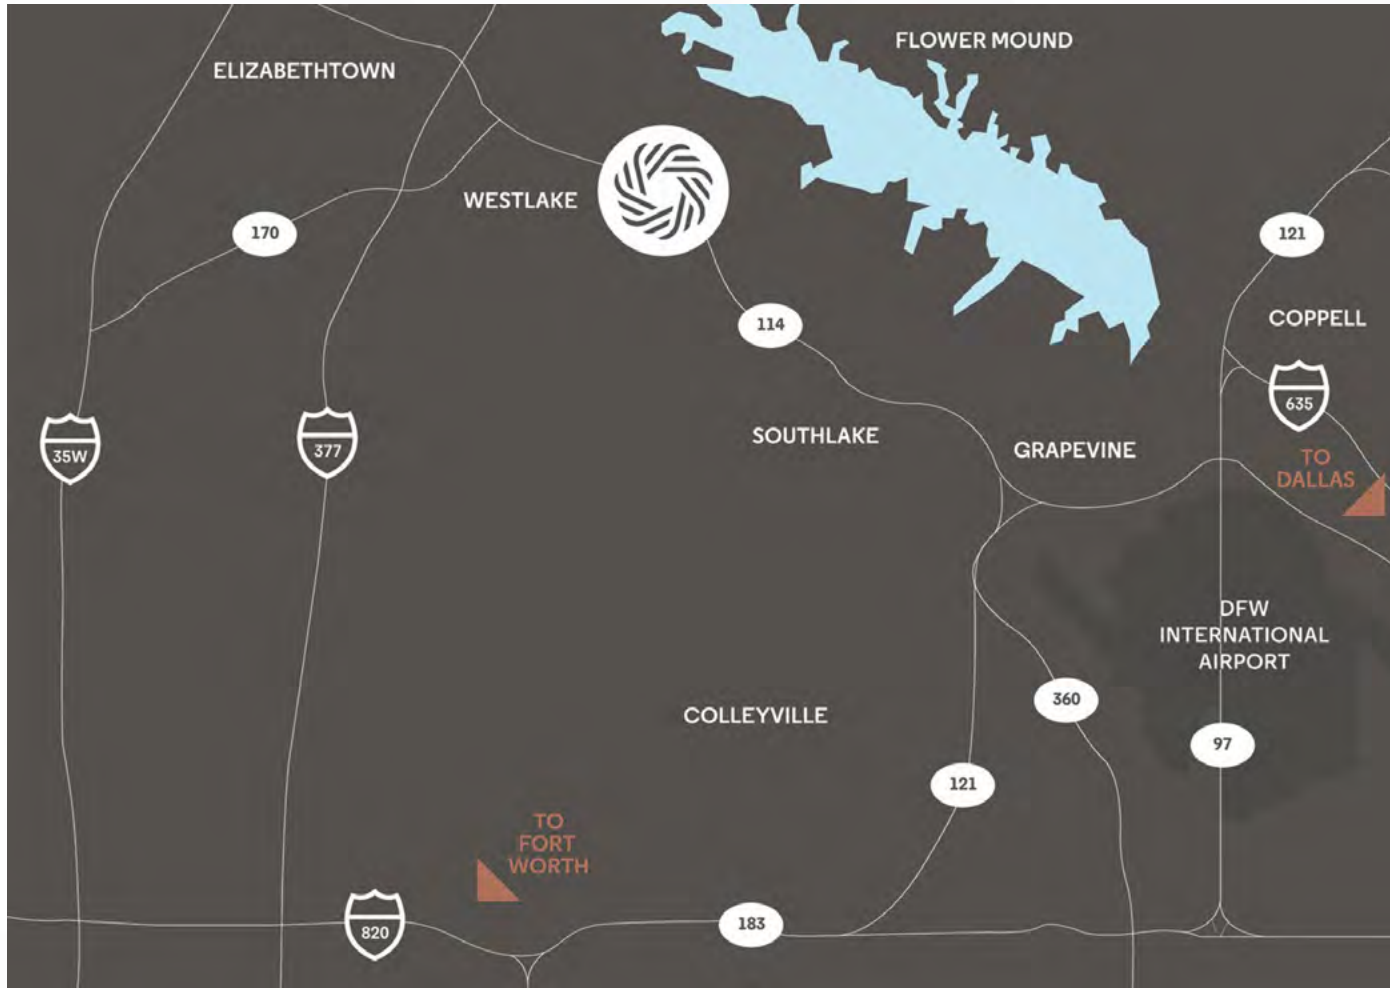 FLOWER MOUND
ELIZABETHTOWN
WESTLAKE
170
121
114
COPPELL
635
35W
377
SOUTHLAKE
GRAPEVINE
TO
DALLAS
DFW
INTERNATIONAL
AIRPORT
360
COLLEYVILLE
97
121
TO
FORT
WORTH
820
183